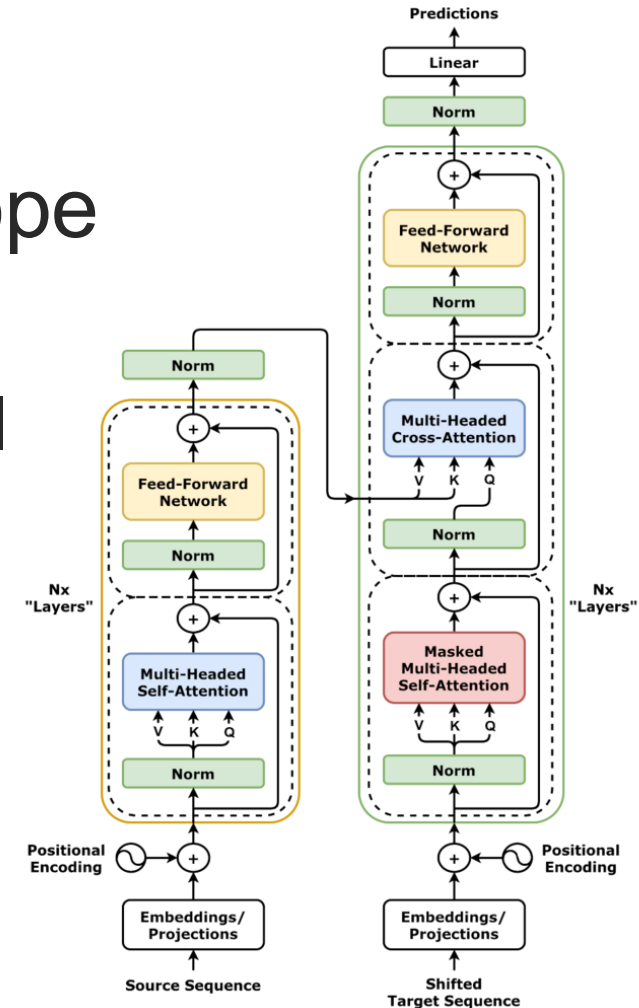 Predictions
Linear
Norm
+
Feed-Forward
Network
Norm
+
Multi-Headed
Cross-Attention
V K Q
Norm
+
Masked
Multi-Headed
Self-Attention
V K Q
Norm
Nx
"Layers"
+
Positional
Encoding
Embeddings/
Projections
Shifted
Target Sequence
Norm
+
Feed-Forward
Network
Norm
+
Multi-Headed
Self-Attention
V K Q
Norm
Nx
"Layers"
Positional
Encoding
+
Embeddings/
Projections
Source Sequence